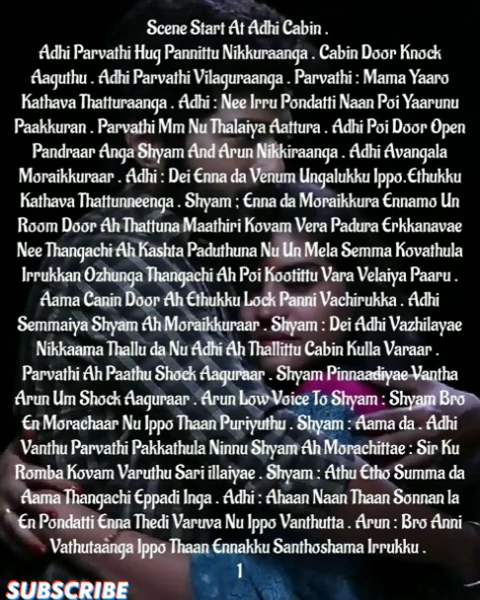 Scene Start At Adhi Cabin .
Adhi Parvathi Hug Pannittu Nikkuraanga . Cabin Door Knock
Aaguthu . Adhi Parvathi Vilaguraanga . Parvathi : Mama Yaaro
Kathava Thatturaanga . Adhi : Nee Irru Pondatti Naan Poi Yaarunu
Paakkuran . Parvathi Mm Nu Thalaiya Aattura . Adhi Poi Door Open
Pandraar Anga Shyam And Arun Nikkiraanga . Adhi Avangala
Moraikkuraar . Adhi : Dei Enna da Venum Ungalukku Ippo.Ethukku
Kathava Thattunneenga . Shyam ; Enna da Moraikkura Ennamo Un
Room Door Ah Thattuna Maathiri Kovam Vera Padura Erkkanavae
Nee Thangachi Ah Kashta Paduthuna Nu Un Mela Semma Kovathula
Irrukkan Ozhunga Thangachi Ah Poi Kootittu Vara Velaiya Paaru .
Aama Canin Door Ah Ethukku Lock Panni Vachirukka . Adhi
Semmaiya Shyam Ah Moraikkuraar . Shyam : Dei Adhi Vazhilayae
Nikkaama Thallu da Nu Adhi Ah Thallittu Cabin Kulla Varaar .
Parvathi Ah Paathu Shock Aaguraar . Shyam Pinnaadiyae Vantha
Arun Um Shock Aaguraar . Arun Low Voice To Shyam : Shyam Bro
En Morachaar Nu Ippo Thaan Puriyuthu . Shyam : Aama da . Adhi
Vanthu Parvathi Pakkathula Ninnu Shyam Ah Morachittae : Sir Ku
Romba Kovam Varuthu Sari illaiyae . Shyam : Athu Etho Summa da
Aama Thangachi Eppadi Inga . Adhi : Ahaan Naan Thaan Sonnan la
En Pondatti Enna Thedi Varuva Nu Ippo Vanthutta . Arun : Bro Anni
Vathutaanga Ippo Thaan Ennakku Santhoshama Irrukku .
1
SUBSCRIBE